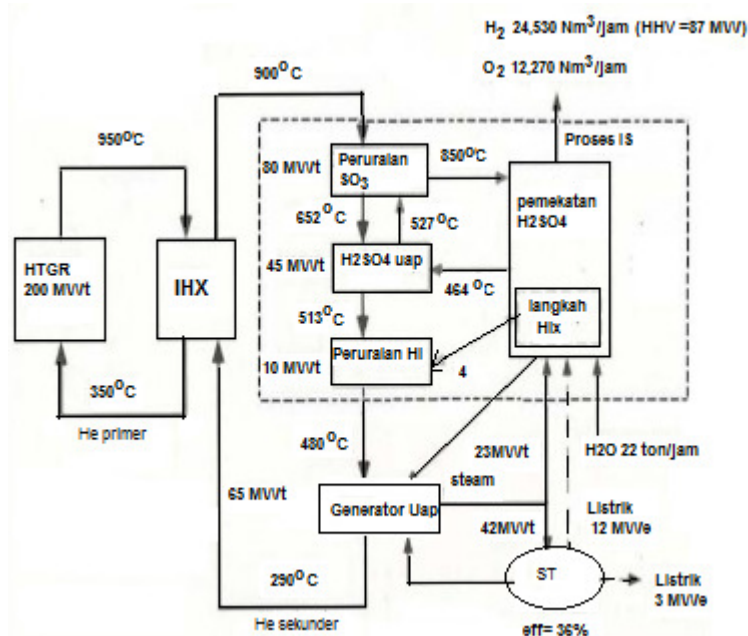 H2 24,530 Nm3/jam (HHV =87 MW)
O2 12,270 Nm3/jam
900°C
950°C
Proses IS
80 MWt
Peruraian
SO3
850°C
pemekatan
H2SO4
652°C
527°C
HTGR
200 MWt
IHX
45 MWt
H2SO4 uap
464 °C
langkah
HIx
513°C
10 MWt
Peruraian HI
4
350°C
He primer
480°C
23MWt
H2O 22 ton/jam
steam
65 MWt
Generator Uap
42MWt
Listrik
12 MWe
290°C
ST
Listrik
3 MWe
He sekunder
eff= 36%